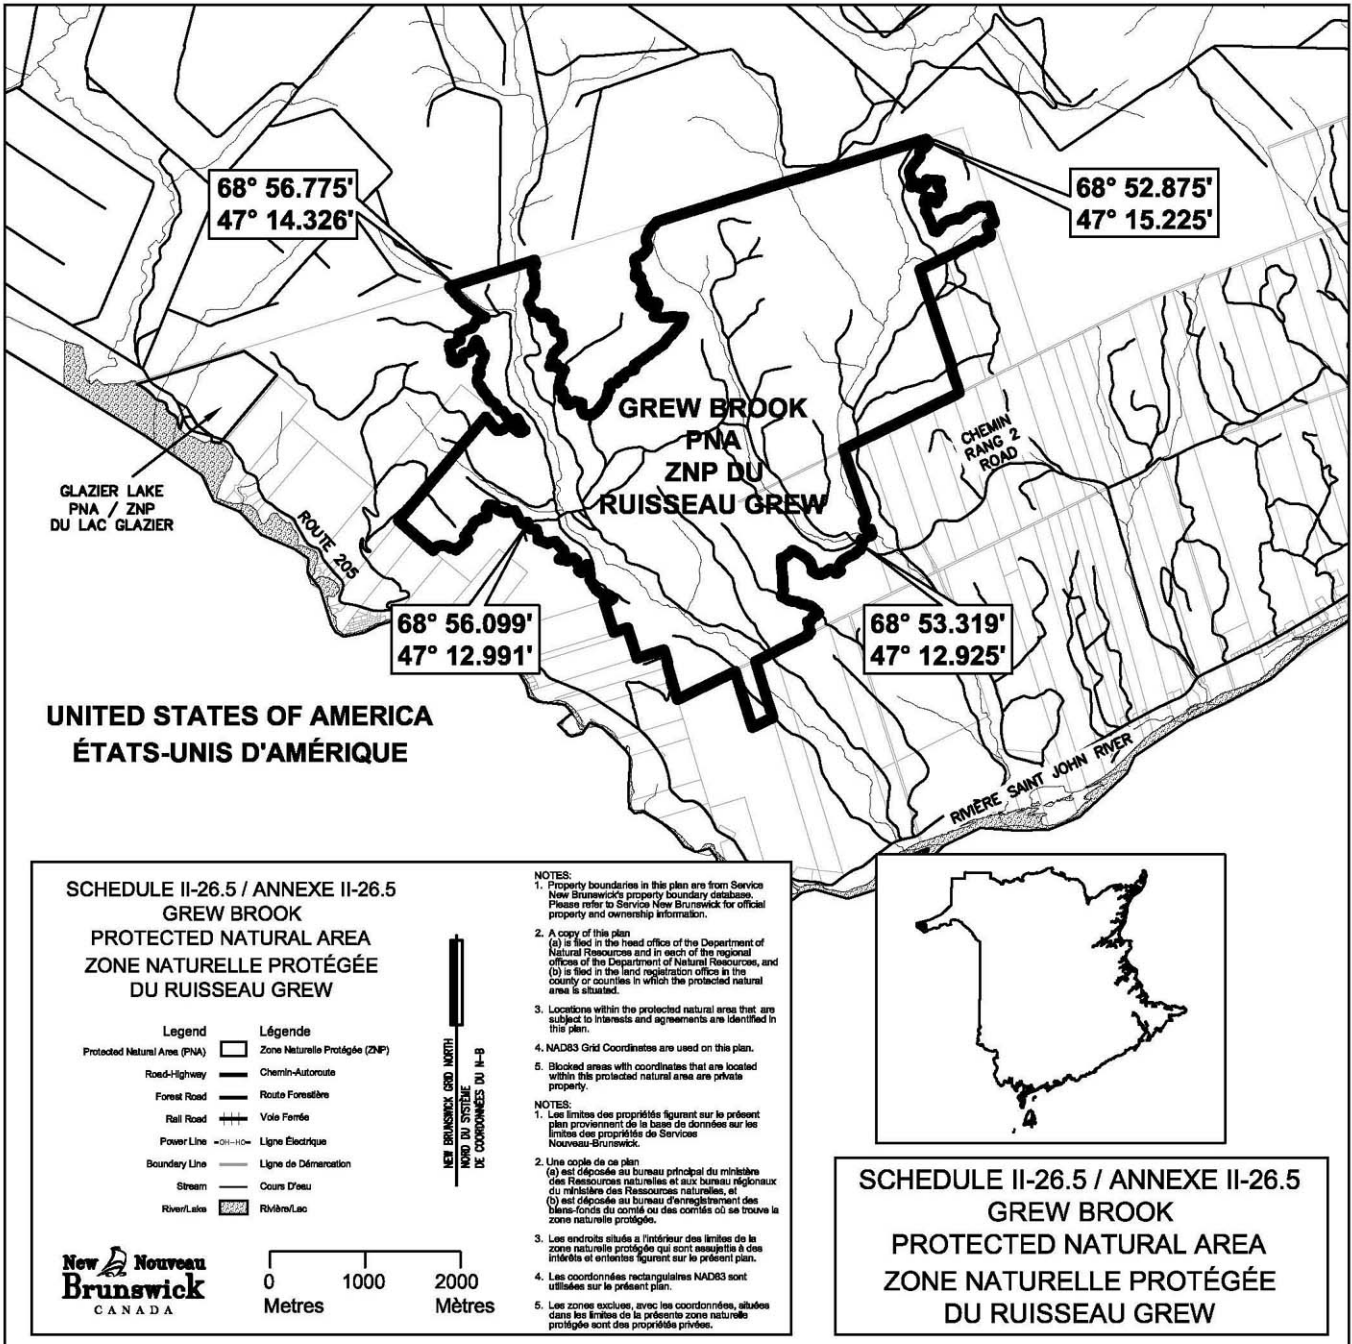 68° 56.775'
47° 14.326'
68° 52.875'
47° 15.225'
GREW BROOK
PNA
ZNP DU
RUISSEAU GREW
CHEMIN
RANG 2
ROAD
GLAZIER LAKE
PNA / ZNP
DU LAC GLAZIER
ROUTE 205
68° 56.099'
47° 12.991'
68° 53.319'
47° 12.925'
UNITED STATES OF AMERICA
ÉTATS-UNIS D'AMÉRIQUE
RIVIÈRE SAINT JOHN RIVER
SCHEDULE II-26.5 / ANNEXE II-26.5
GREW BROOK
PROTECTED NATURAL AREA
ZONE NATURELLE PROTÉGÉE
DU RUISSEAU GREW
Legend Légende
Protected Natural Area (PNA) Zone Naturelle Protégée (ZNP)
Road-Highway Chemin-Autoroute
Forest Road Route Forestière
Rail Road Voie Ferrée
Power Line OH-HO Ligne Électrique
Boundary Line Ligne de Démarcation
Stream Cours D'eau
River/Lake Rivière/Lac
NEW BRUNSWICK GRID NORTH
NORD DU SYSTÈME
DE COORDONNÉES DU N-B
New Nouveau
Brunswick
CANADA
0 1000 2000
Metres Mètres
NOTES:
1. Property boundaries in this plan are from Service
New Brunswick's property boundary database.
Please refer to Service New Brunswick for official
property and ownership information.
2. A copy of this plan
(a) is filed in the head office of the Department of
Natural Resources and in each of the regional
offices of the Department of Natural Resources, and
(b) is filed in the land registration office in the
county or counties in which the protected natural
area is situated.
3. Locations within the protected natural area that are
subject to interests and agreements are identified in
this plan.
4. NAD83 Grid Coordinates are used on this plan.
5. Blocked areas with coordinates that are located
within this protected natural area are private
property.
NOTES:
1. Les limites des propriétés figurant sur le présent
plan proviennent de la base de données sur les
limites des propriétés de Services
Nouveau-Brunswick.
2. Une copie de ce plan
(a) est déposée au bureau principal du ministère
des Ressources naturelles et aux bureau régionaux
du ministère des Ressources naturelles, et
(b) est déposée au bureau d'enregistrement des
biens-fonds du comté ou des comtés où se trouve la
zone naturelle protégée.
3. Les endroits situés a l'intérieur des limites de la
zone naturelle protégée qui sont assujettis à des
intérêts et ententes figurent sur le présent plan.
4. Les coordonnées rectangulaires NAD83 sont
utilisées sur le présent plan.
5. Les zones exclues, avec les coordonnées, situées
dans les limites de la présente zone naturelle
protégée sont des propriétés privées.
SCHEDULE II-26.5 / ANNEXE II-26.5
GREW BROOK
PROTECTED NATURAL AREA
ZONE NATURELLE PROTÉGÉE
DU RUISSEAU GREW